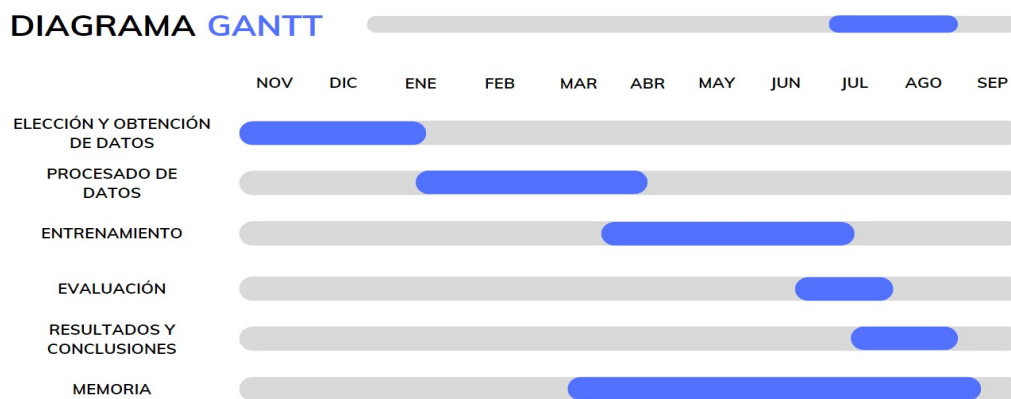 DIAGRAMA GANTT
NOV DIC ENE FEB MAR ABR MAY JUN JUL AGO SEP
ELECCIÓN Y OBTENCIÓN
DE DATOS
PROCESADO DE
DATOS
ENTRENAMIENTO
EVALUACIÓN
RESULTADOS Y
CONCLUSIONES
MEMORIA